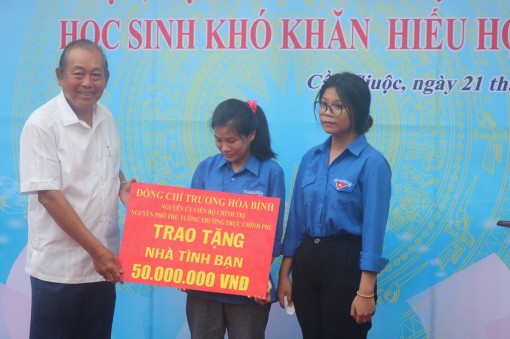 HỌC SINH KHÓ KHĂN HIẾU HỌ
Cần Giuộc, ngày 21 th
ĐỒNG CHÍ TRƯƠNG HÒA BÌNH
NGUYÊN ỦY VIÊN BỘ CHÍNH TRỊ
NGUYÊN PHÓ THỦ TƯỚNG THƯỜNG TRỰC CHÍNH PHỦ
TRAO TẶNG
NHÀ TÌNH BẠN
50.000.000 VNĐ